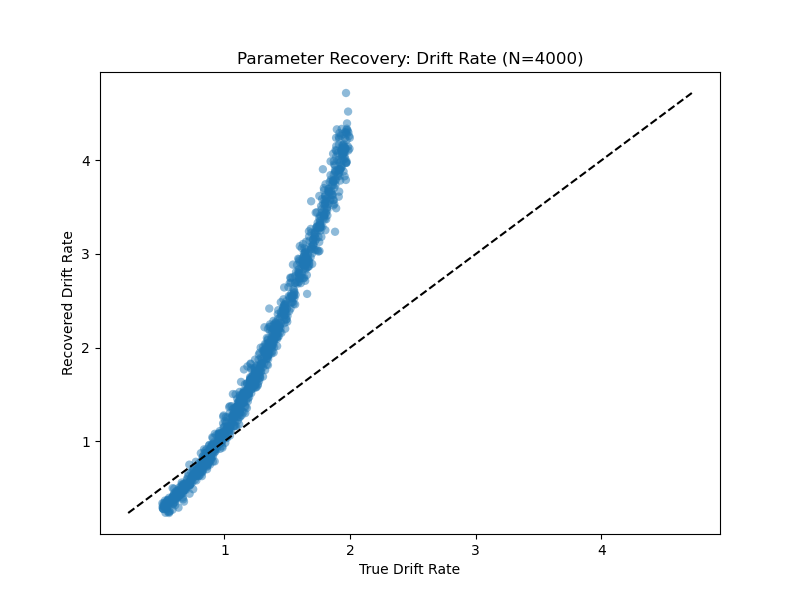 Parameter Recovery: Drift Rate (N=4000)
Recovered Drift Rate
4
3
2
1
1 2 3 4
True Drift Rate